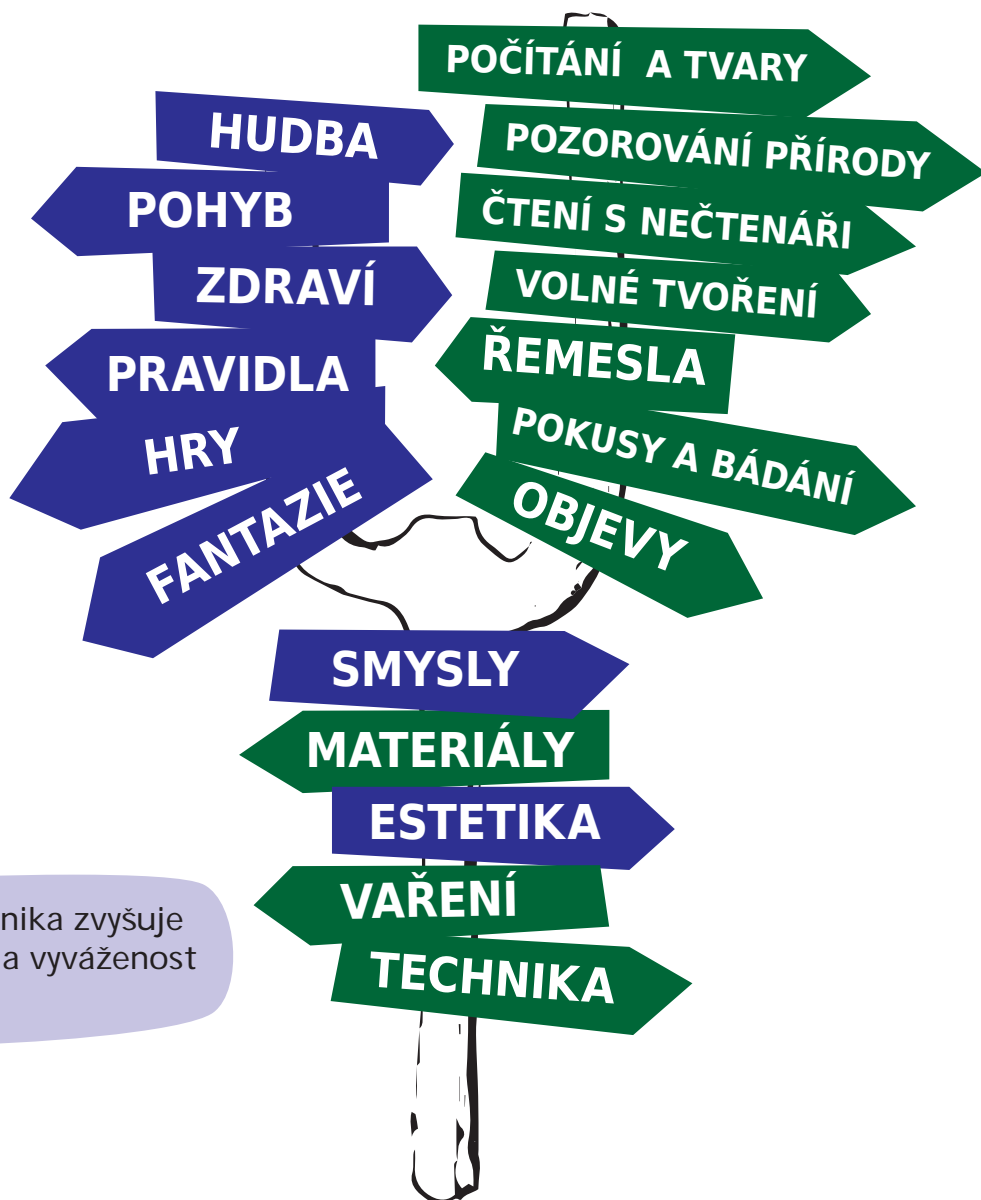 POČÍTÁNÍ A TVARY
HUDBA
POZOROVÁNÍ PŘÍRODY
POHYB
ČTENÍ S NEČTENÁŘI
ZDRAVÍ
VOLNÉ TVOŘENÍ
PRAVIDLA
ŘEMESLA
HRY
POKUSY A BÁDÁNÍ
FANTAZIE
OBJEVY
SMYSLY
MATERIÁLY
ESTETIKA
VAŘENÍ
TECHNIKA
nika zvyšuje
a vyváženost